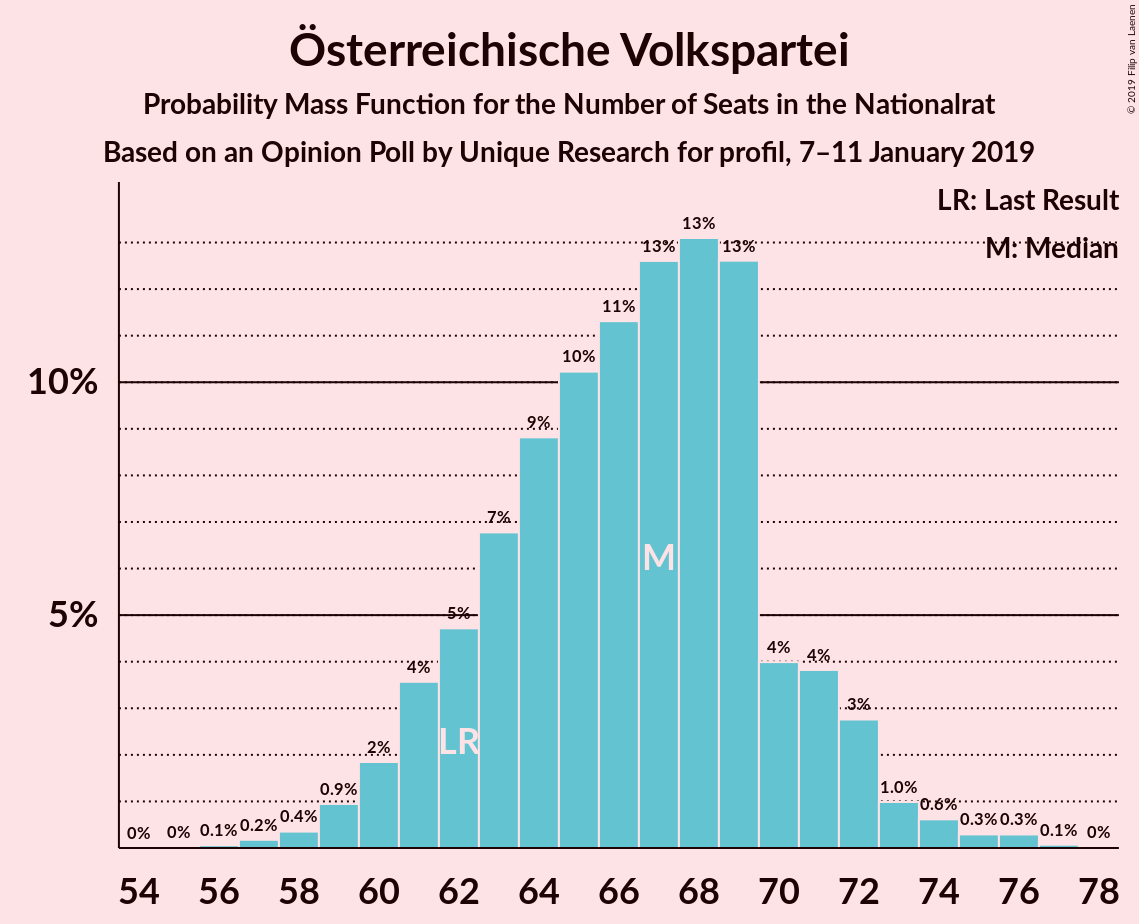 Österreichische Volkspartei
Probability Mass Function for the Number of Seats in the Nationalrat
Based on an Opinion Poll by Unique Research for profil, 7–11 January 2019
© 2019 Filip van Laenen
LR: Last Result
M: Median
10%
5%
0% 0% 0.1% 0.2% 0.4% 0.9% 2% 4% 5% 7% 9% 10% 11% 13% 13% 13% 4% 4% 3% 1.0% 0.6% 0.3% 0.3% 0.1% 0%
M
LR
54 56 58 60 62 64 66 68 70 72 74 76 78